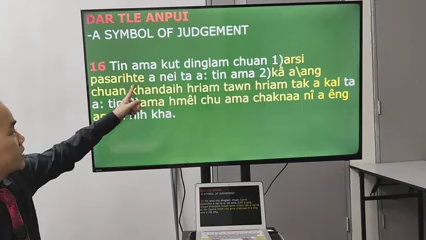 DAR TLE ANPUI
-A SYMBOL OF JUDGEMENT
16 Tin ama kut dinglam chuan 1)arsi
pasarihte a nei ta a: tin ama 2)kâ a\ang
chuan khandaih hriam tawn hriam tak a kal ta
a: tin ama hmêl chu ama chaknaa nî a êng
ang nih kha.